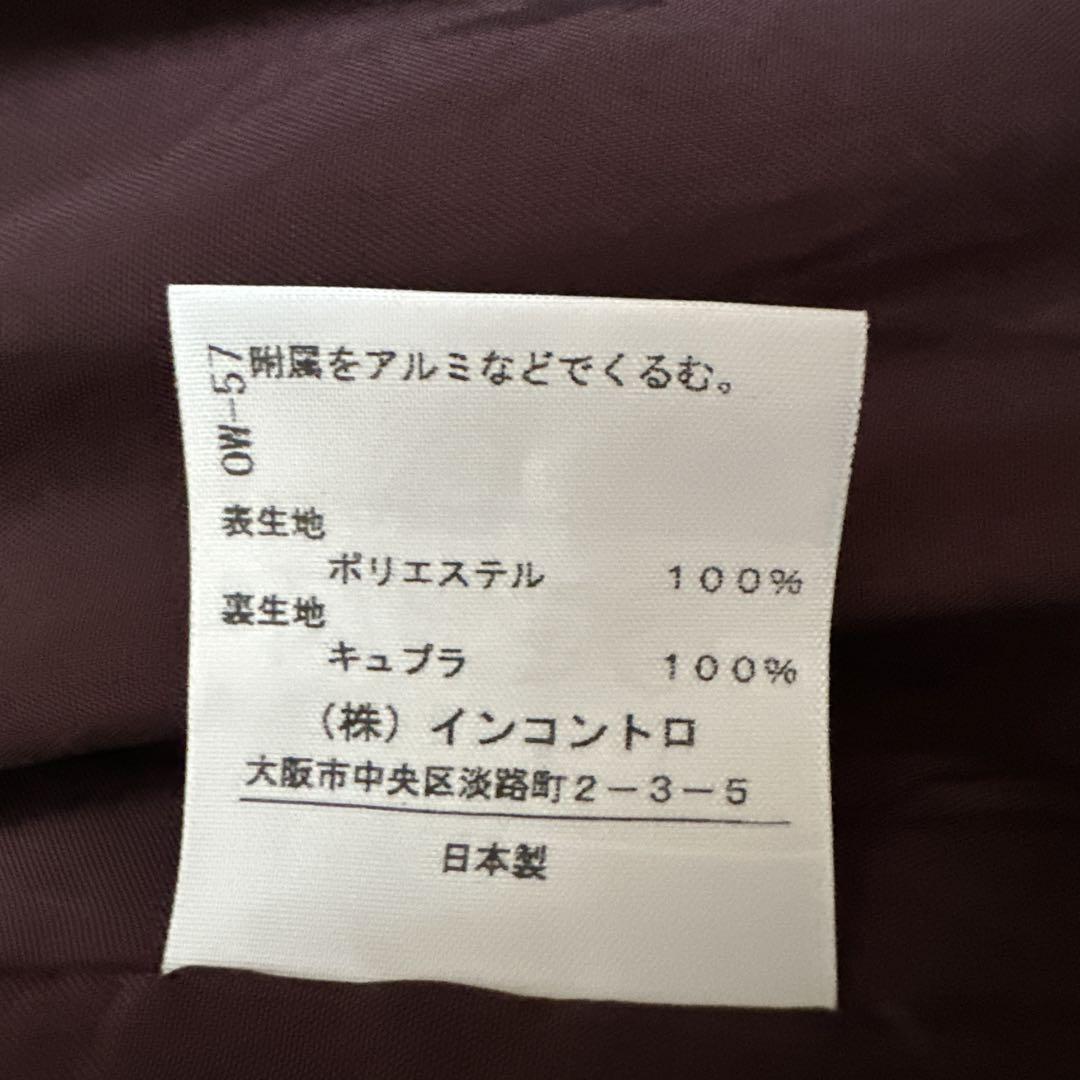 附属をアルミなどでくるむ。
OW-57
表生地
ポリエステル 100%
裏生地
キュプラ 100%
(株)インコントロ
大阪市中央区淡路町2-3-5
日本製